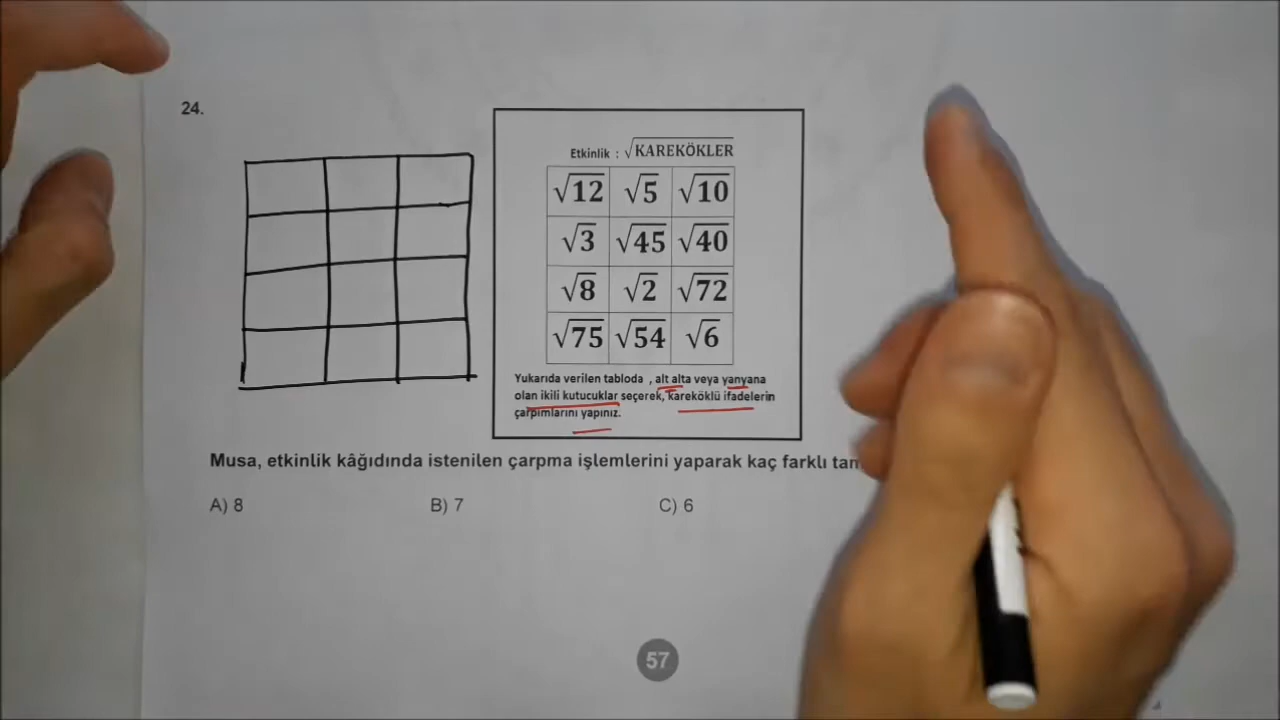 24.
Etkinlik : √KAREKÖKLER
√12 √5 √10
√3 √45 √40
√8 √2 √72
√75 √54 √6
Yukarıda verilen tabloda , alt alta veya yanyana
olan ikili kutucuklar seçerek, kareköklü ifadelerin
çarpımlarını yapınız.
Musa, etkinlik kâğıdında istenilen çarpma işlemlerini yaparak kaç farklı
A) 8 B) 7 C) 6
57